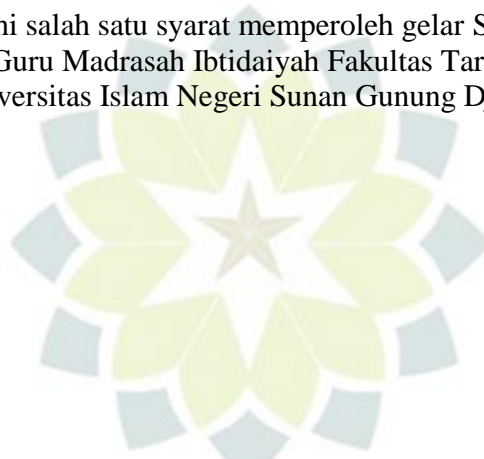 ni salah satu syarat memperoleh gelar S
Guru Madrasah Ibtidaiyah Fakultas Tar
versitas Islam Negeri Sunan Gunung D